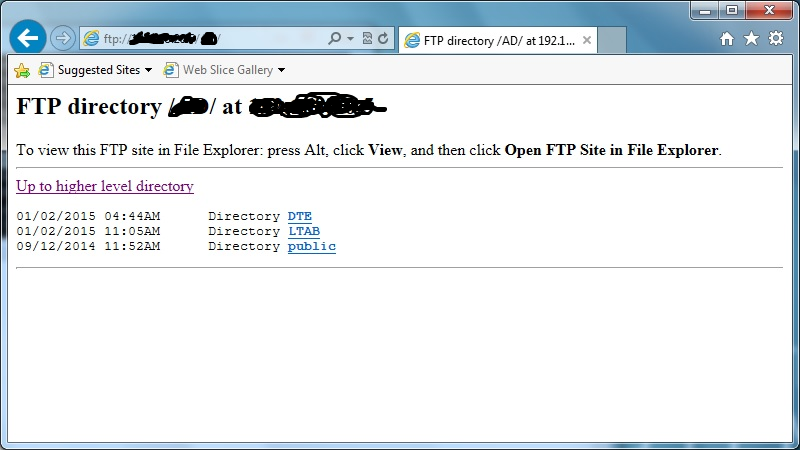 ftp://
FTP directory /AD/ at 192.1...
Suggested Sites
Web Slice Gallery
FTP directory / / at
To view this FTP site in File Explorer: press Alt, click View, and then click Open FTP Site in File Explorer.
Up to higher level directory
01/02/2015 04:44AM Directory DTE
01/02/2015 11:05AM Directory LTAB
09/12/2014 11:52AM Directory public